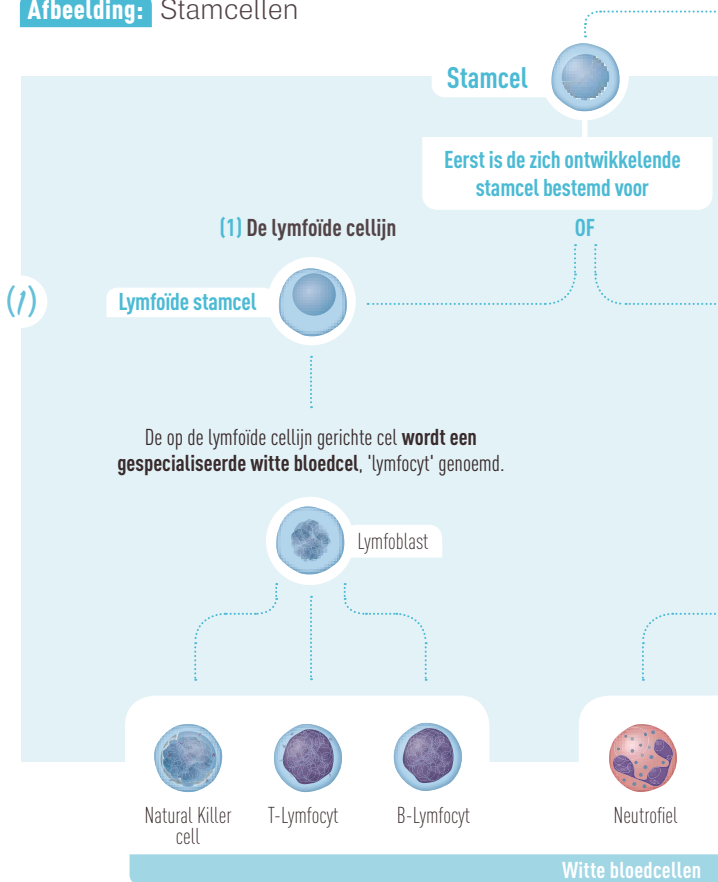 Afbeelding: Stamcellen
Stamcel
Eerst is de zich ontwikkelende
stamcel bestemd voor
(1) De lymfoïde cellijn
OF
(1)
Lymfoïde stamcel
De op de lymfoïde cellijn gerichte cel wordt een
gespecialiseerde witte bloedcel, 'lymfocyt' genoemd.
Lymfoblast
Natural Killer
cell
T-Lymfocyt
B-Lymfocyt
Neutrofiel
Witte bloedcellen